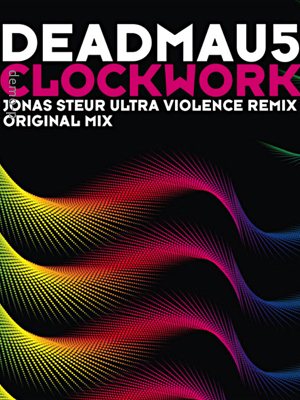 DEADMAU5
CLOCKWORK
JONAS STEUR ULTRA VIOLENCE REMIX
ORIGINAL MIX